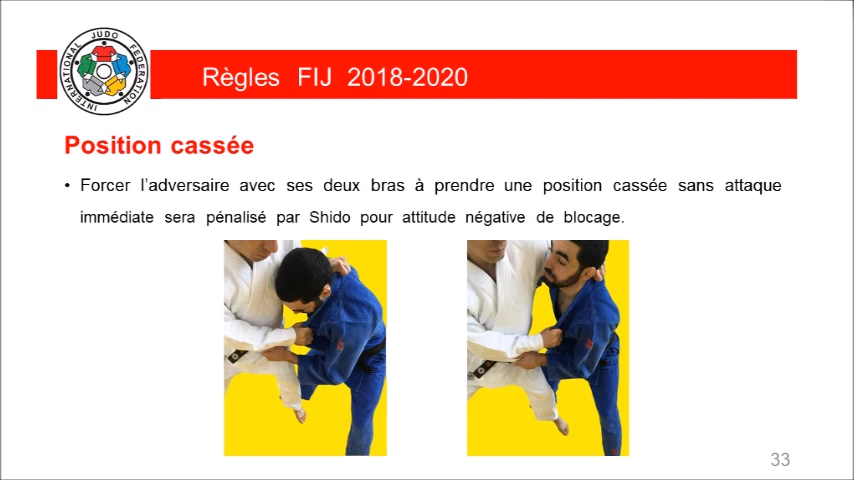 INTERNATIONAL JUDO FEDERATION
Règles FIJ 2018-2020
Position cassée
• Forcer l'adversaire avec ses deux bras à prendre une position cassée sans attaque
immédiate sera pénalisé par Shido pour attitude négative de blocage.
33